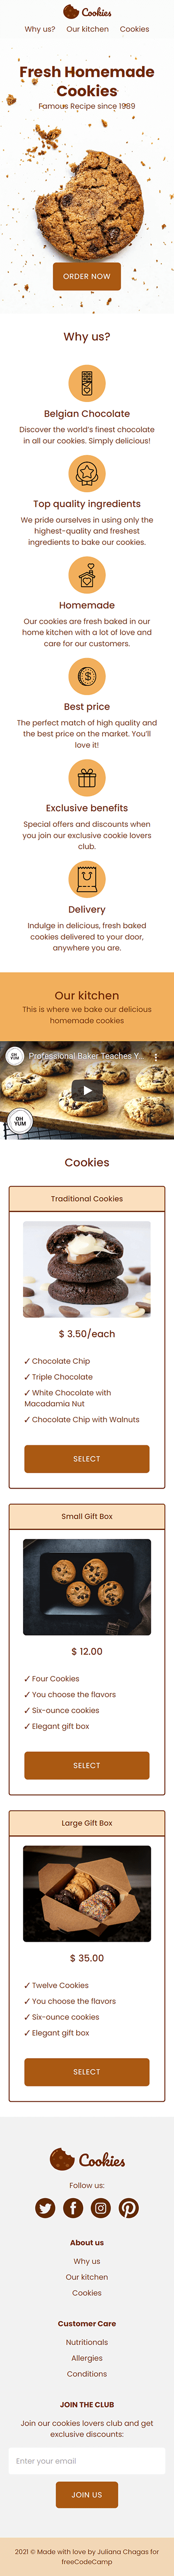 Cookies
Why us? Our kitchen Cookies
Fresh Homemade
Cookies
Famous Recipe since 1989
ORDER NOW
Why us?
Belgian Chocolate
Discover the world's finest chocolate
in all our cookies. Simply delicious!
Top quality ingredients
We pride ourselves in using only the
highest-quality and freshest
ingredients to bake our cookies.
Homemade
Our cookies are fresh baked in our
home kitchen with a lot of love and
care for our customers.
$
Best price
The perfect match of high quality and
the best price on the market. You'll
love it!
Exclusive benefits
Special offers and discounts when
you join our exclusive cookie lovers
club.
Delivery
Indulge in delicious, fresh baked
cookies delivered to your door,
anywhere you are.
Our kitchen
This is where we bake our delicious
homemade cookies
OH
YUM
Professional Baker Teaches Y...
OH
YUM
Cookies
Traditional Cookies
$ 3.50/each
✓ Chocolate Chip
✓ Triple Chocolate
✓ White Chocolate with
Macadamia Nut
✓ Chocolate Chip with Walnuts
SELECT
Small Gift Box
$ 12.00
✓ Four Cookies
✓ You choose the flavors
✓ Six-ounce cookies
✓ Elegant gift box
SELECT
Large Gift Box
$ 35.00
✓ Twelve Cookies
✓ You choose the flavors
✓ Six-ounce cookies
✓ Elegant gift box
SELECT
Cookies
Follow us:
About us
Why us
Our kitchen
Cookies
Customer Care
Nutritionals
Allergies
Conditions
JOIN THE CLUB
Join our cookies lovers club and get
exclusive discounts:
Enter your email
JOIN US
2021 © Made with love by Juliana Chagas for
freeCodeCamp